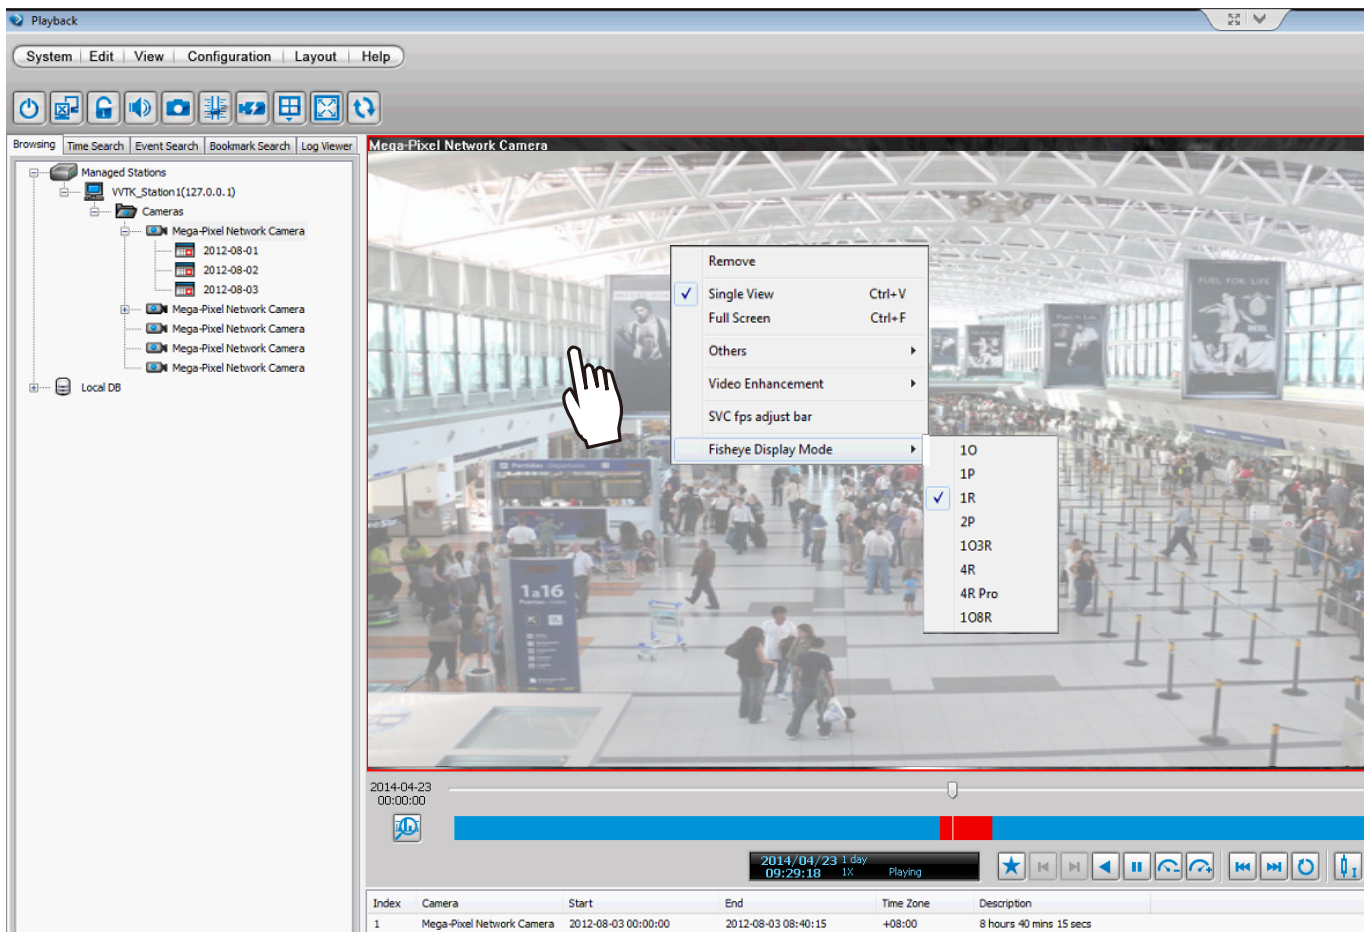 Playback
System Edit View Configuration Layout Help
Browsing Time Search Event Search Bookmark Search Log Viewer
Managed Stations
VVTK_Station1(127.0.0.1)
Cameras
Mega-Pixel Network Camera
2012-08-01
2012-08-02
2012-08-03
Mega-Pixel Network Camera
Mega-Pixel Network Camera
Mega-Pixel Network Camera
Mega-Pixel Network Camera
Local DB
Mega-Pixel Network Camera
FUEL FOR LIFE
Remove
Single View Ctrl+V
Full Screen Ctrl+F
Others
Video Enhancement
SVC fps adjust bar
Fisheye Display Mode
1O
1P
1R
2P
1O3R
4R
4R Pro
1O8R
Partidas - Departures
1a16
2014-04-23
00:00:00
2014/04/23 1 day
09:29:18 1X Playing
Index Camera Start End Time Zone Description
1 Mega-Pixel Network Camera 2012-08-03 00:00:00 2012-08-03 08:40:15 +08:00 8 hours 40 mins 15 secs